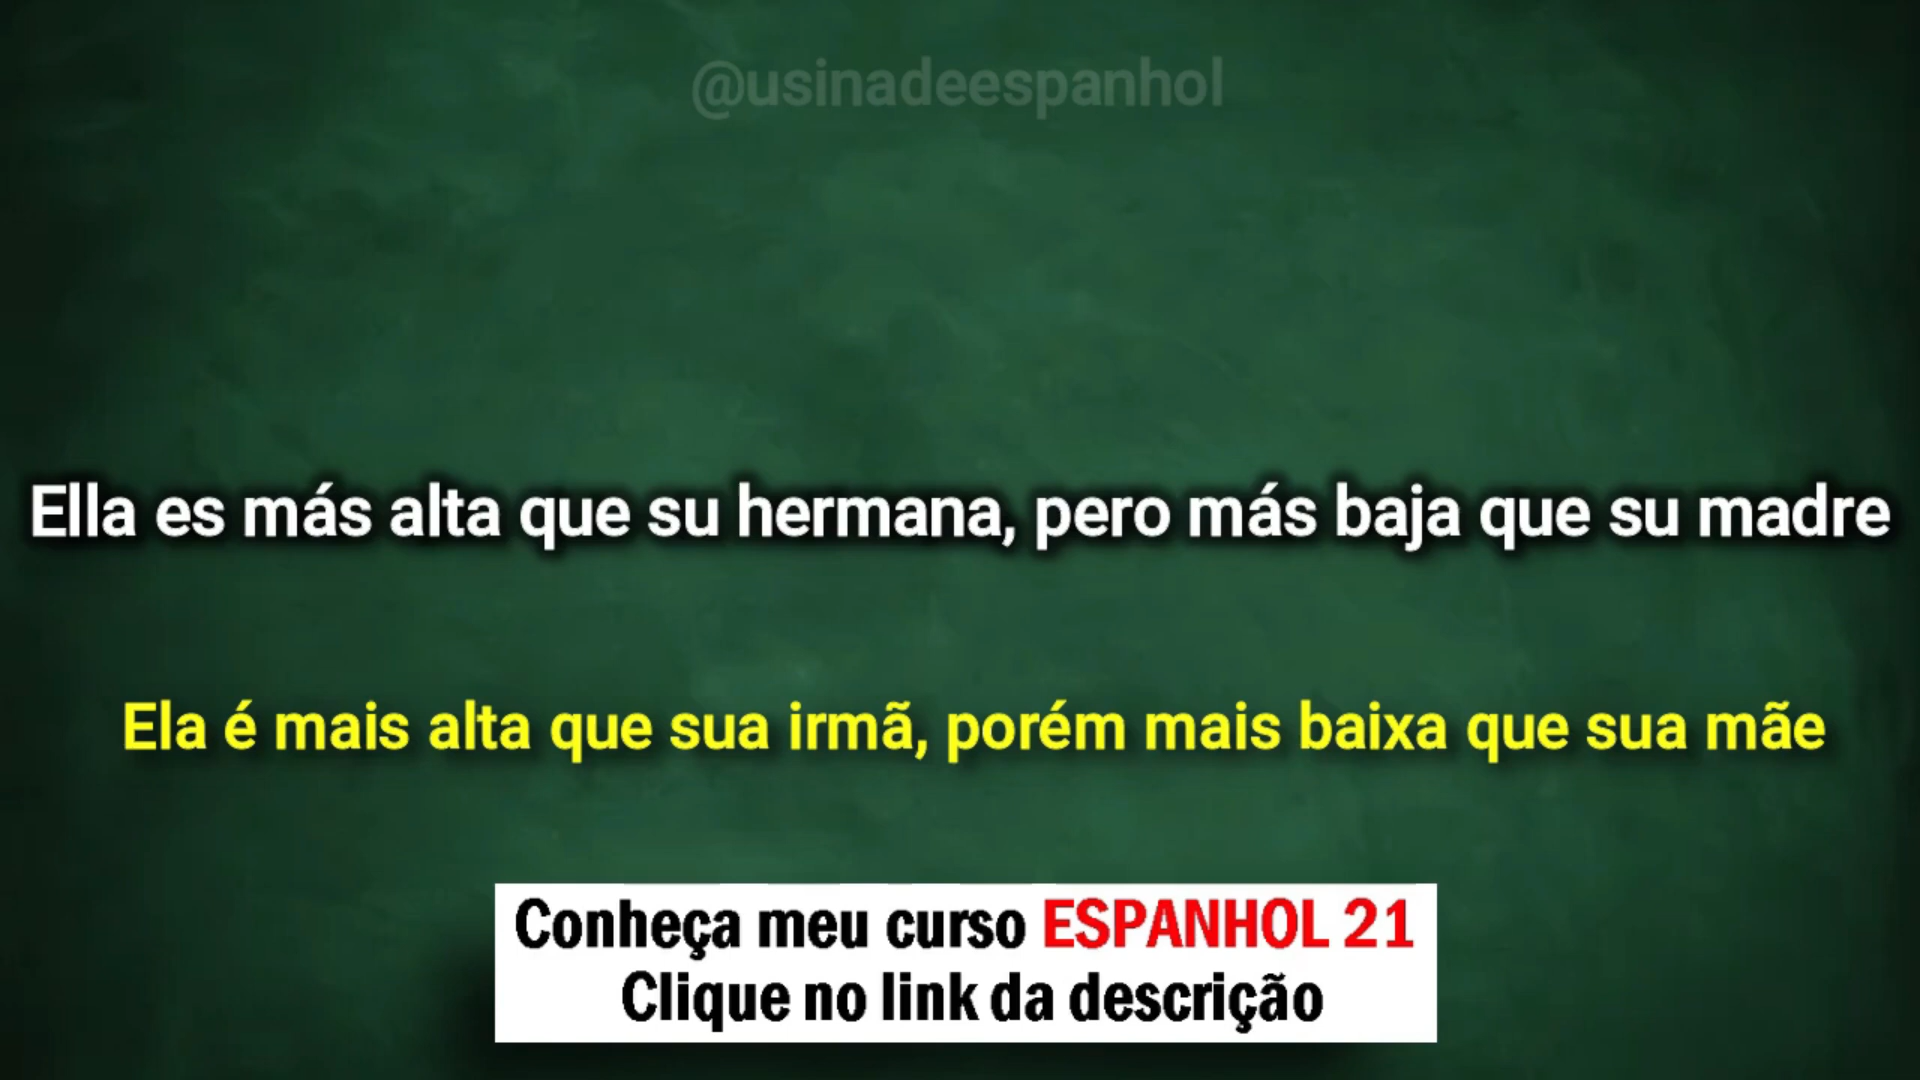 @usinadeespanhol
Ella es más alta que su hermana, pero más baja que su madre
Ela é mais alta que sua irmã, porém mais baixa que sua mãe
Conheça meu curso ESPANHOL 21
Clique no link da descrição